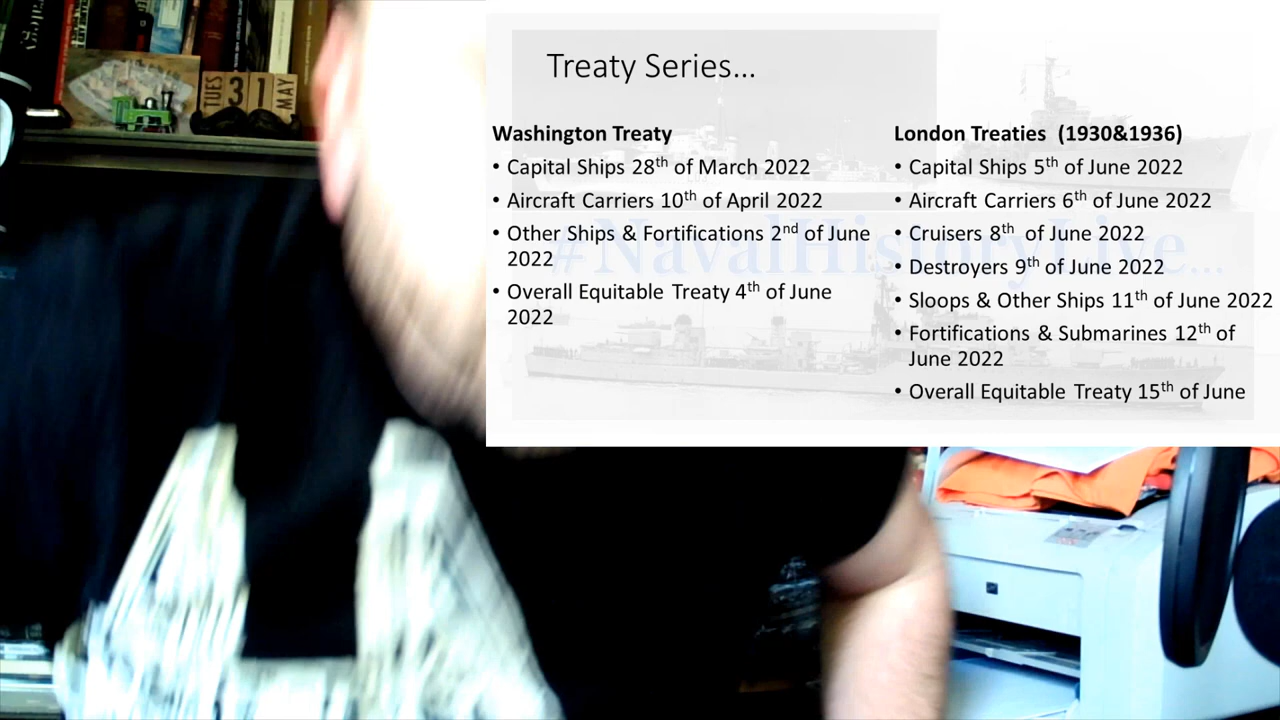 TUES 31 MAY
Treaty Series...
Washington Treaty
• Capital Ships 28th of March 2022
• Aircraft Carriers 10th of April 2022
• Other Ships & Fortifications 2nd of June
2022
• Overall Equitable Treaty 4th of June
2022
London Treaties (1930&1936)
• Capital Ships 5th of June 2022
• Aircraft Carriers 6th of June 2022
• Cruisers 8th of June 2022
• Destroyers 9th of June 2022
• Sloops & Other Ships 11th of June 2022
• Fortifications & Submarines 12th of
June 2022
• Overall Equitable Treaty 15th of June
#NavalHistoryLive...